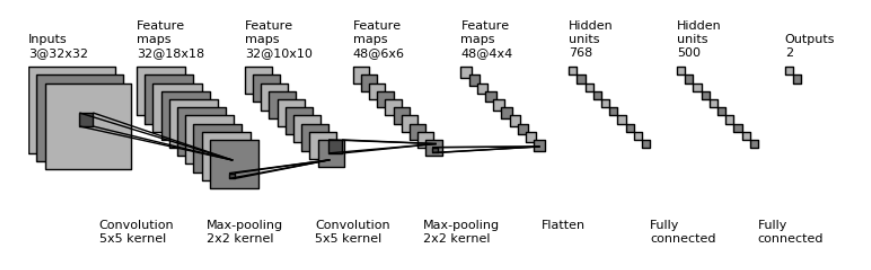 Inputs
3@32x32
Feature
maps
32@18x18
Feature
maps
32@10x10
Feature
maps
48@6x6
Feature
maps
48@4x4
Hidden
units
768
Hidden
units
500
Outputs
2
Convolution
5x5 kernel
Max-pooling
2x2 kernel
Convolution
5x5 kernel
Max-pooling
2x2 kernel
Flatten
Fully
connected
Fully
connected